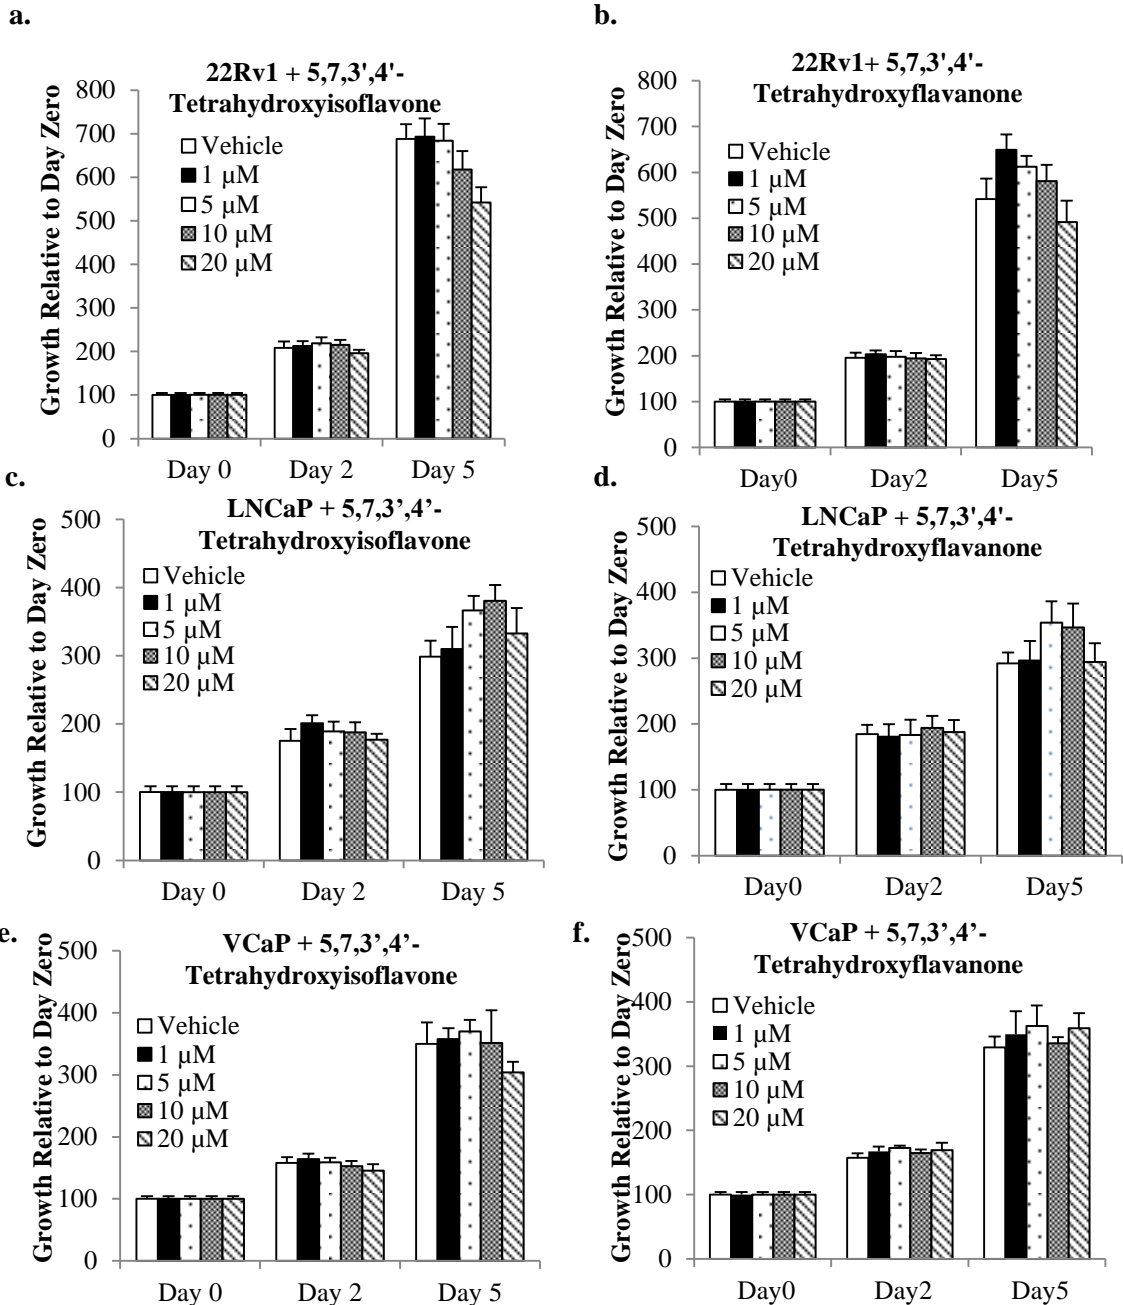 a.
22Rv1 + 5,7,3',4'-
Tetrahydroxyisoflavone
Growth Relative to Day Zero
800
700
600
500
400
300
200
100
0
Vehicle
1 µM
5 µM
10 µM
20 µM
Day 0
Day 2
Day 5
b.
22Rv1+ 5,7,3',4'-
Tetrahydroxyflavanone
Growth Relative to Day Zero
800
700
600
500
400
300
200
100
0
Vehicle
1 µM
5 µM
10 µM
20 µM
Day0
Day2
Day5
c.
LNCaP + 5,7,3’,4’-
Tetrahydroxyisoflavone
Growth Relative to Day Zero
500
400
300
200
100
0
Vehicle
1 µM
5 µM
10 µM
20 µM
Day 0
Day 2
Day 5
d.
LNCaP + 5,7,3',4'-
Tetrahydroxyflavanone
Growth Relative to Day Zero
500
400
300
200
100
0
Vehicle
1 µM
5 µM
10 µM
20 µM
Day0
Day2
Day5
e.
VCaP + 5,7,3’,4’-
Tetrahydroxyisoflavone
Growth Relative to Day Zero
500
400
300
200
100
0
Vehicle
1 µM
5 µM
10 µM
20 µM
Day 0
Day 2
Day 5
f.
VCaP + 5,7,3’,4’-
Tetrahydroxyflavanone
Growth Relative to Day Zero
500
400
300
200
100
0
Vehicle
1 µM
5 µM
10 µM
20 µM
Day0
Day2
Day5